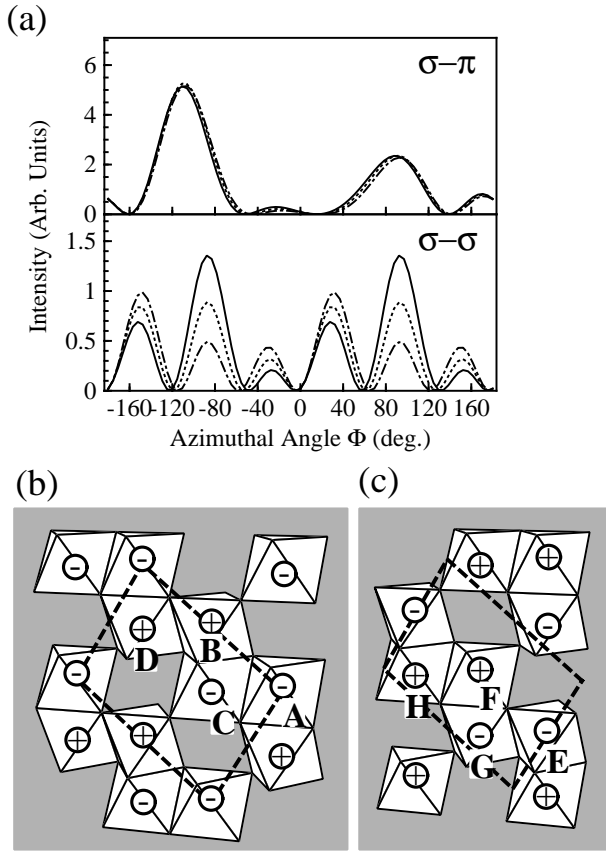 (a)
σ–π
6
4
2
0
σ–σ
1.5
1
0.5
0
Intensity (Arb. Units)
-160 -120 -80 -40 0 40 80 120 160
Azimuthal Angle Φ (deg.)
(b) (c)
- - - + +
+ + -
D B
- - - + +
H F
C A
+ + + - -
G E
- - + +